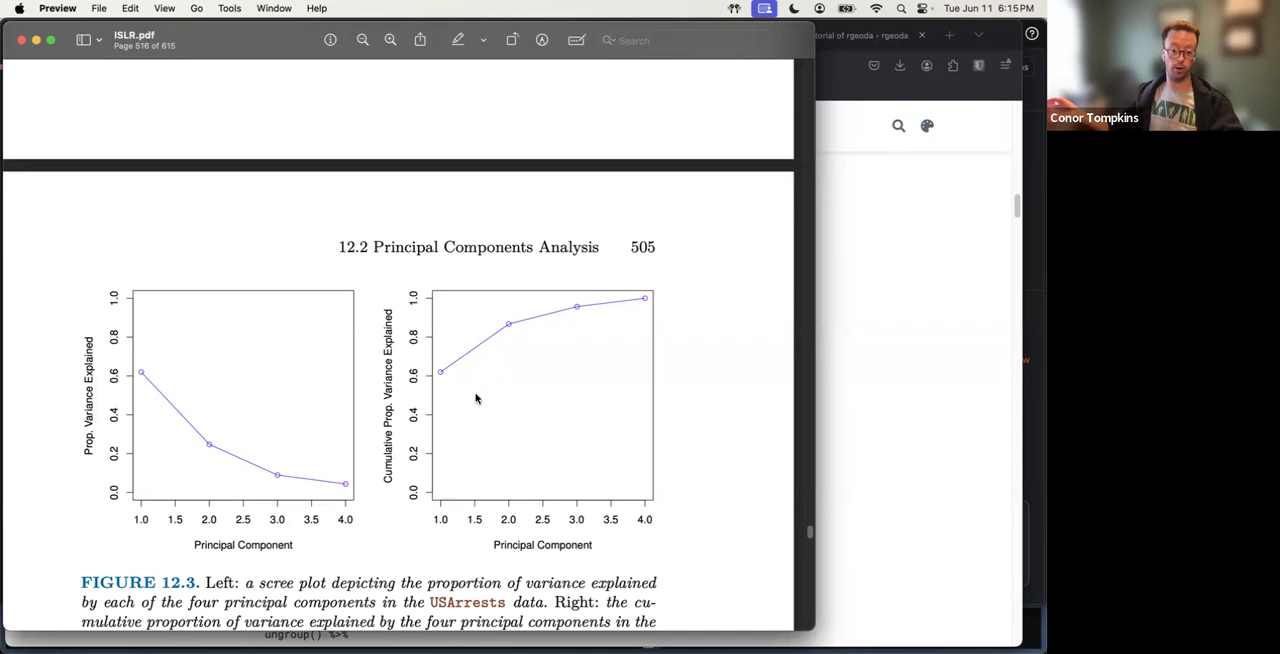 Preview File Edit View Go Tools Window Help Tue Jun 11 6:15 PM
ISLR.pdf
Page 516 of 615
Search
torial of rgeoda • rgeoda
Conor Tompkins
12.2 Principal Components Analysis 505
Prop. Variance Explained
0.0 0.2 0.4 0.6 0.8 1.0
1.0 1.5 2.0 2.5 3.0 3.5 4.0
Principal Component
Cumulative Prop. Variance Explained
0.0 0.2 0.4 0.6 0.8 1.0
1.0 1.5 2.0 2.5 3.0 3.5 4.0
Principal Component
FIGURE 12.3. Left: a scree plot depicting the proportion of variance explained
by each of the four principal components in the USArrests data. Right: the cu-
mulative proportion of variance explained by the four principal components in the
ungroup() %>%